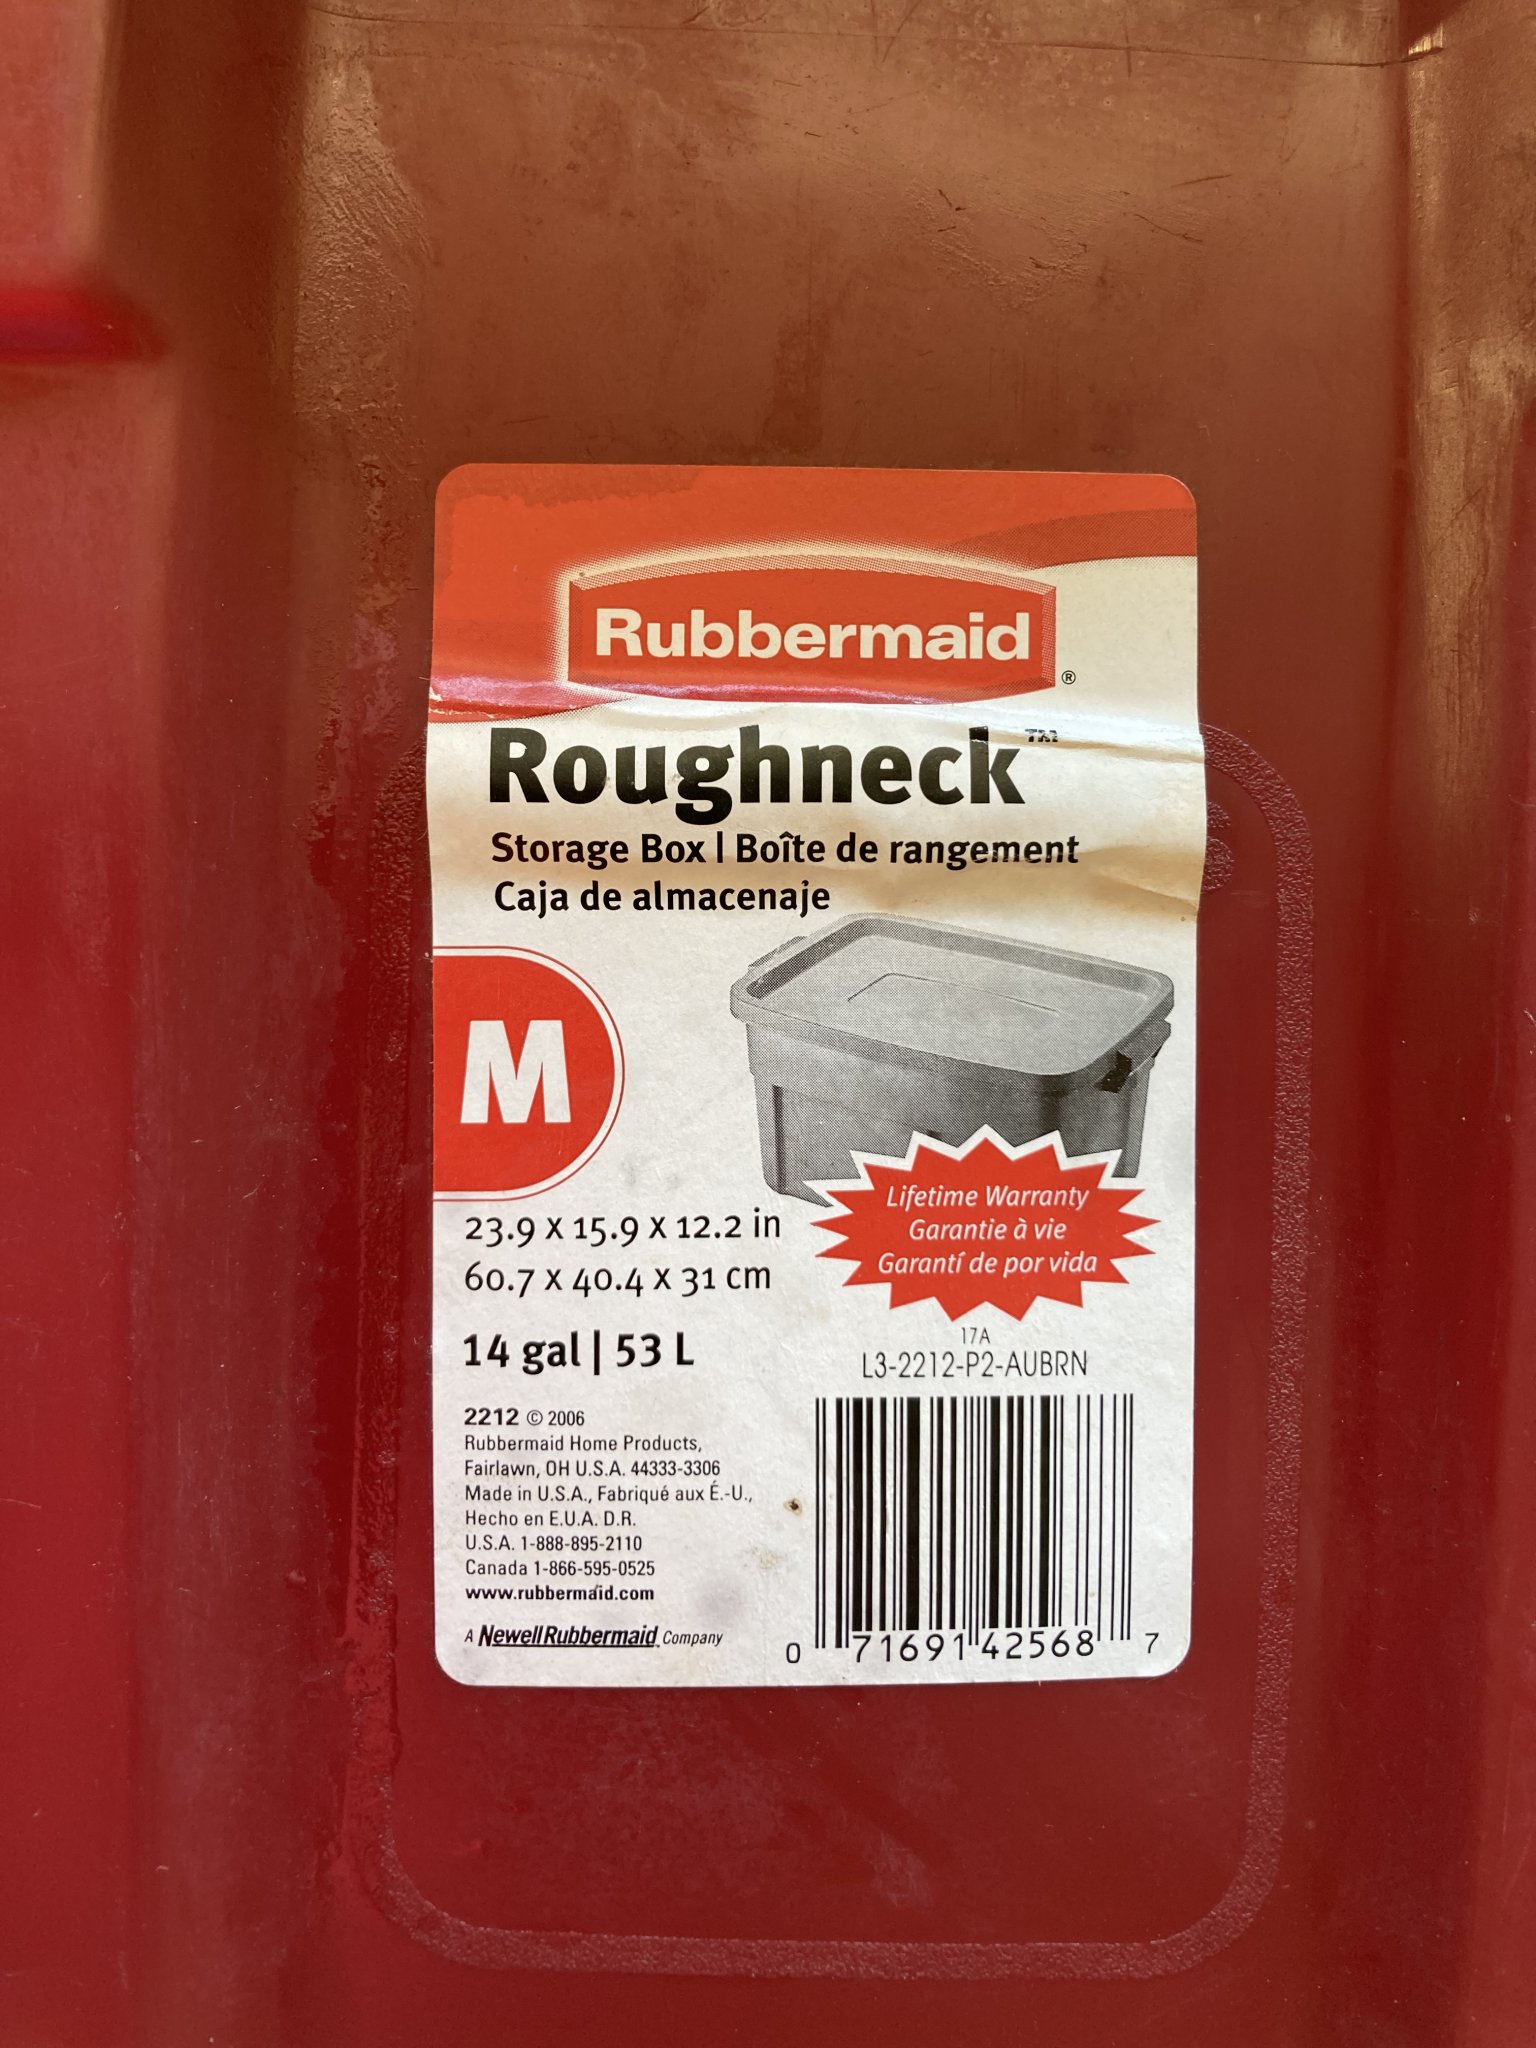 Rubbermaid®
Roughneck™
Storage Box | Boîte de rangement
Caja de almacenaje
M
23.9 x 15.9 x 12.2 in
60.7 x 40.4 x 31 cm
14 gal | 53 L
Lifetime Warranty
Garantie à vie
Garantí de por vida
17A
L3-2212-P2-AUBRN
2212 © 2006
Rubbermaid Home Products,
Fairlawn, OH U.S.A. 44333-3306
Made in U.S.A., Fabriqué aux É.-U.,
Hecho en E.U.A. D.R.
U.S.A. 1-888-895-2110
Canada 1-866-595-0525
www.rubbermaid.com
A Newell Rubbermaid Company
0 71691 42568 7